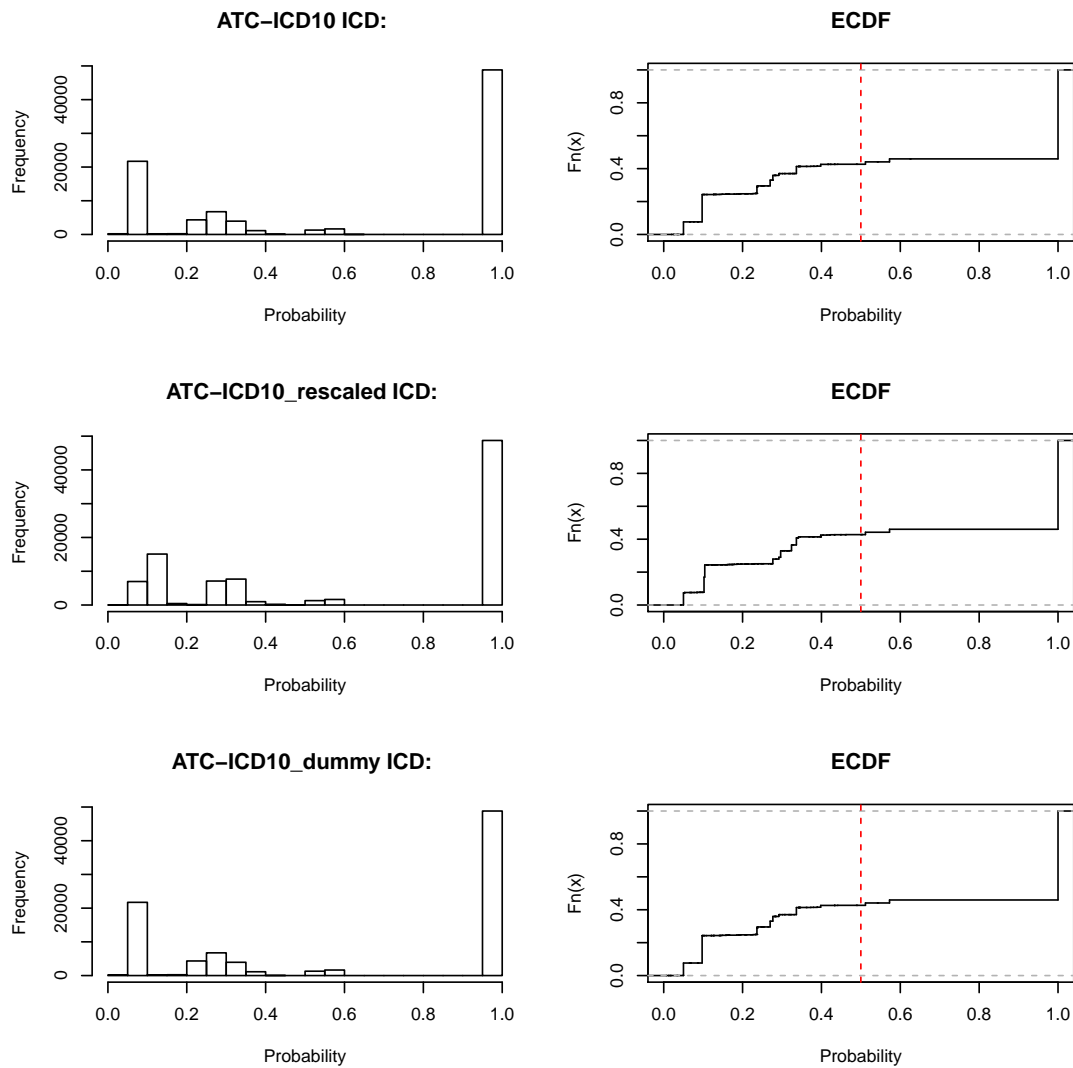 ATC−ICD10 ICD:
Frequency
0 20000 40000
0.0 0.2 0.4 0.6 0.8 1.0
Probability
ECDF
Fn(x)
0.0 0.4 0.8
0.0 0.2 0.4 0.6 0.8 1.0
Probability
ATC−ICD10_rescaled ICD:
Frequency
0 20000 40000
0.0 0.2 0.4 0.6 0.8 1.0
Probability
ECDF
Fn(x)
0.0 0.4 0.8
0.0 0.2 0.4 0.6 0.8 1.0
Probability
ATC−ICD10_dummy ICD:
Frequency
0 20000 40000
0.0 0.2 0.4 0.6 0.8 1.0
Probability
ECDF
Fn(x)
0.0 0.4 0.8
0.0 0.2 0.4 0.6 0.8 1.0
Probability